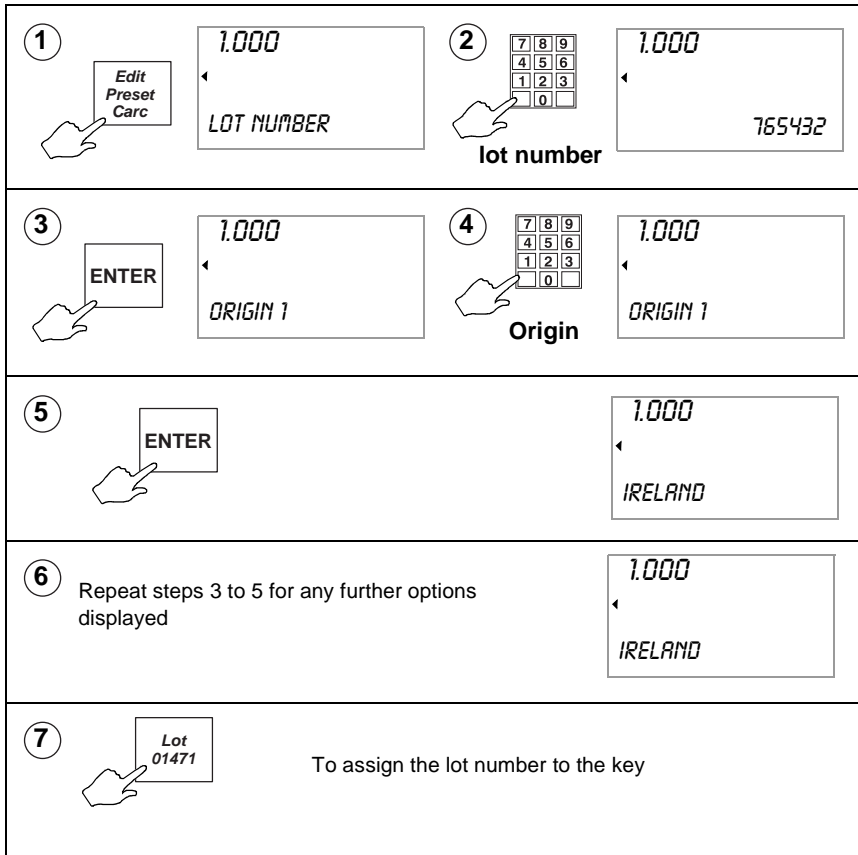 1
Edit
Preset
Carc
1.000
LOT NUMBER
2
7 8 9
4 5 6
1 2 3
0
lot number
1.000
765432
3
ENTER
1.000
ORIGIN 1
4
7 8 9
4 5 6
1 2 3
0
Origin
1.000
ORIGIN 1
5
ENTER
1.000
IRELAND
6
Repeat steps 3 to 5 for any further options
displayed
1.000
IRELAND
7
Lot
01471
To assign the lot number to the key